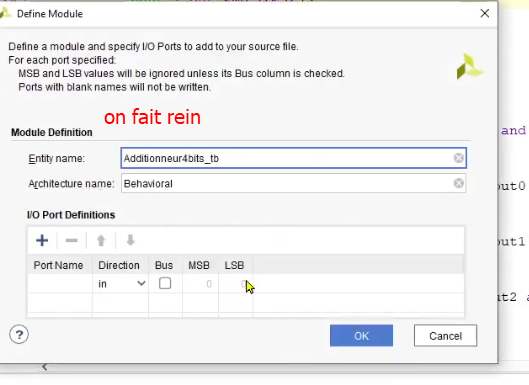 Define Module
Define a module and specify I/O Ports to add to your source file.
For each port specified:
MSB and LSB values will be ignored unless its Bus column is checked.
Ports with blank names will not be written.
on fait rein
Module Definition
and
Entity name: Additionneur4bits_tb
Architecture name: Behavioral
out0
I/O Port Definitions
out1
Port Name Direction Bus MSB LSB
in 0 0
out2 a
? OK Cancel